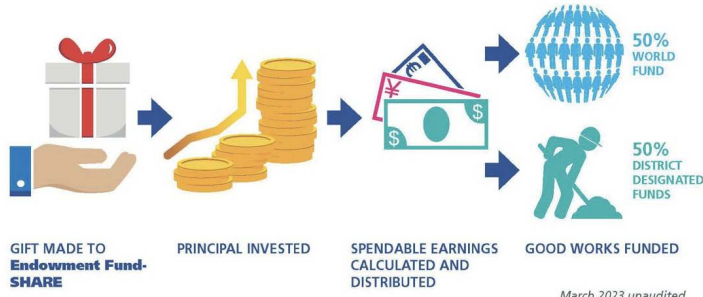 50%
WORLD
FUND
50%
DISTRICT
DESIGNATED
FUNDS
€
¥
$
$
GIFT MADE TO
Endowment Fund-
SHARE
PRINCIPAL INVESTED
SPENDABLE EARNINGS
CALCULATED AND
DISTRIBUTED
GOOD WORKS FUNDED
March 2023 unaudited